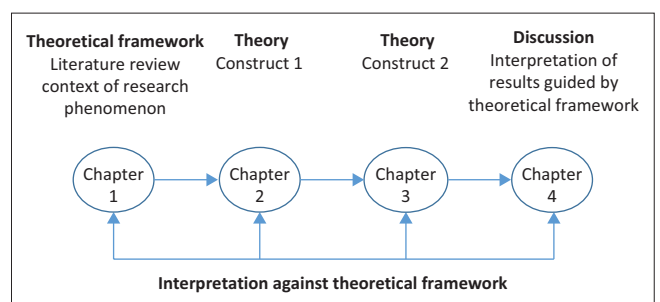 Theoretical framework
Literature review
context of research
phenomenon
Theory
Construct 1
Theory
Construct 2
Discussion
Interpretation of
results guided by
theoretical framework
Chapter
1
Chapter
2
Chapter
3
Chapter
4
Interpretation against theoretical framework